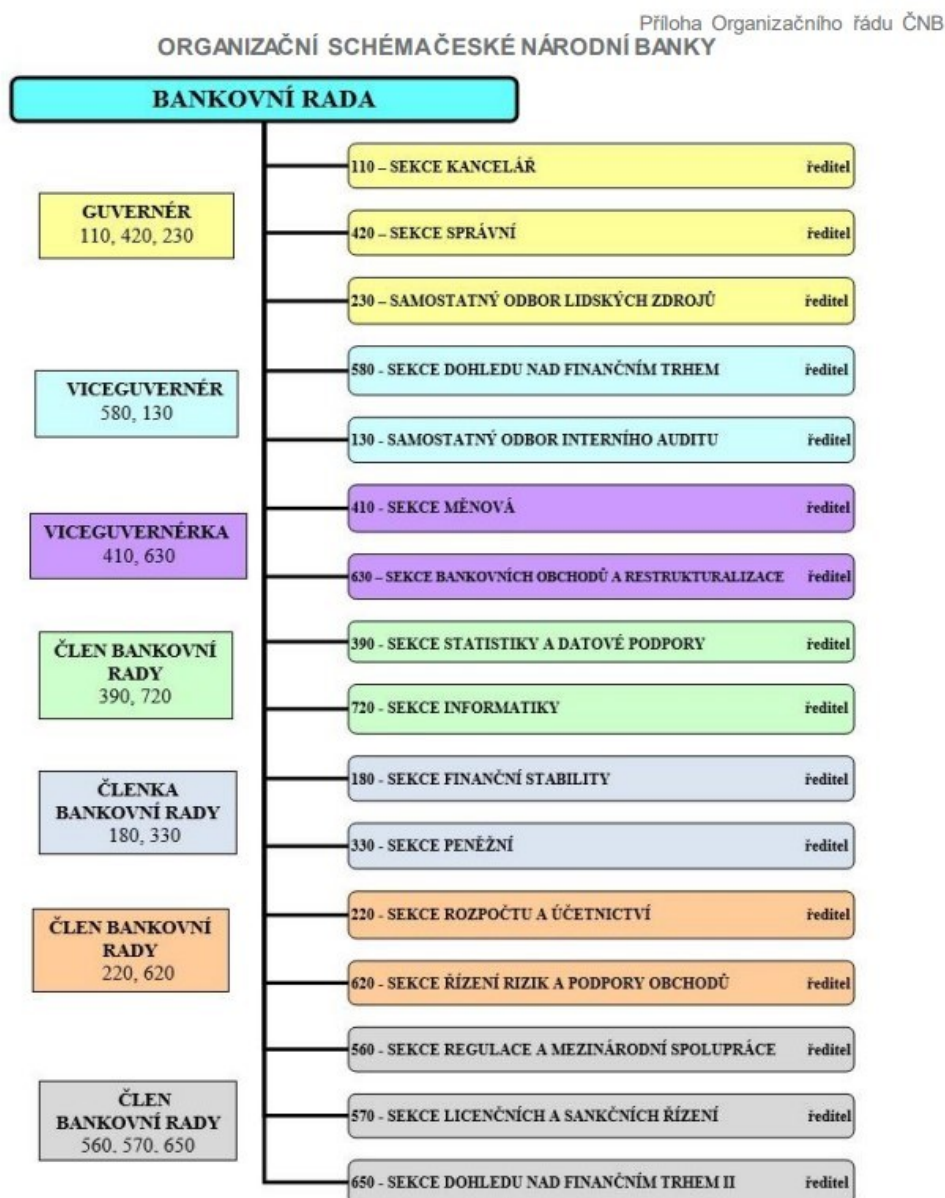 Příloha Organizačního řádu ČNB
ORGANIZAČNÍ SCHÉMA ČESKÉ NÁRODNÍ BANKY
BANKOVNÍ RADA
GUVERNÉR
110, 420, 230
110 – SEKCE KANCELÁŘ ředitel
420 – SEKCE SPRÁVNÍ ředitel
230 – SAMOSTATNÝ ODBOR LIDSKÝCH ZDROJŮ ředitel
VICEGUVERNÉR
580, 130
580 - SEKCE DOHLEDU NAD FINANČNÍM TRHEM ředitel
130 - SAMOSTATNÝ ODBOR INTERNÍHO AUDITU ředitel
VICEGUVERNÉRKA
410, 630
410 - SEKCE MĚNOVÁ ředitel
630 – SEKCE BANKOVNÍCH OBCHODŮ A RESTRUKTURALIZACE ředitel
ČLEN BANKOVNÍ
RADY
390, 720
390 - SEKCE STATISTIKY A DATOVÉ PODPORY ředitel
720 - SEKCE INFORMATIKY ředitel
ČLENKA
BANKOVNÍ RADY
180, 330
180 - SEKCE FINANČNÍ STABILITY ředitel
330 - SEKCE PENĚŽNÍ ředitel
ČLEN BANKOVNÍ
RADY
220, 620
220 - SEKCE ROZPOČTU A ÚČETNICTVÍ ředitel
620 - SEKCE ŘÍZENÍ RIZIK A PODPORY OBCHODŮ ředitel
ČLEN
BANKOVNÍ RADY
560, 570, 650
560 - SEKCE REGULACE A MEZINÁRODNÍ SPOLUPRÁCE ředitel
570 - SEKCE LICENČNÍCH A SANKČNÍCH ŘÍZENÍ ředitel
650 - SEKCE DOHLEDU NAD FINANČNÍM TRHEM II ředitel